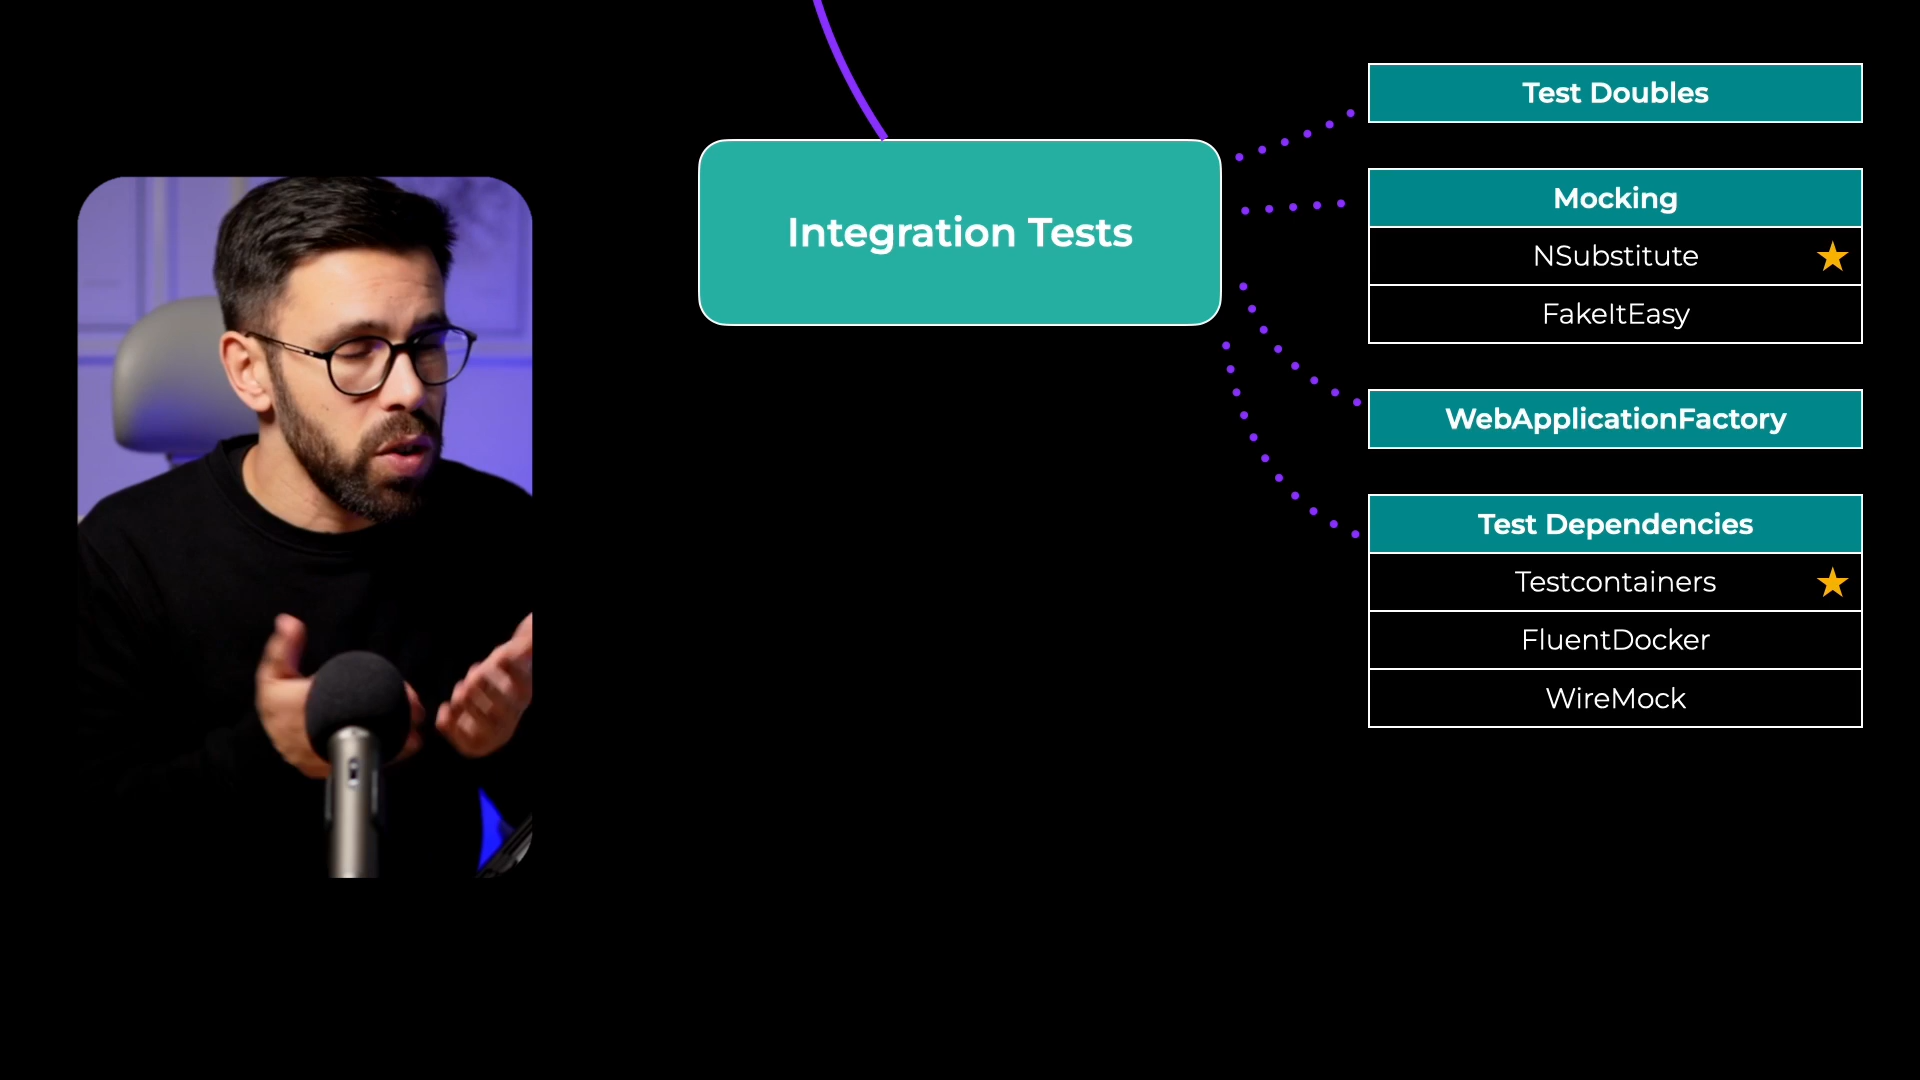 Integration Tests
Test Doubles
Mocking
NSubstitute
FakeItEasy
WebApplicationFactory
Test Dependencies
Testcontainers
FluentDocker
WireMock